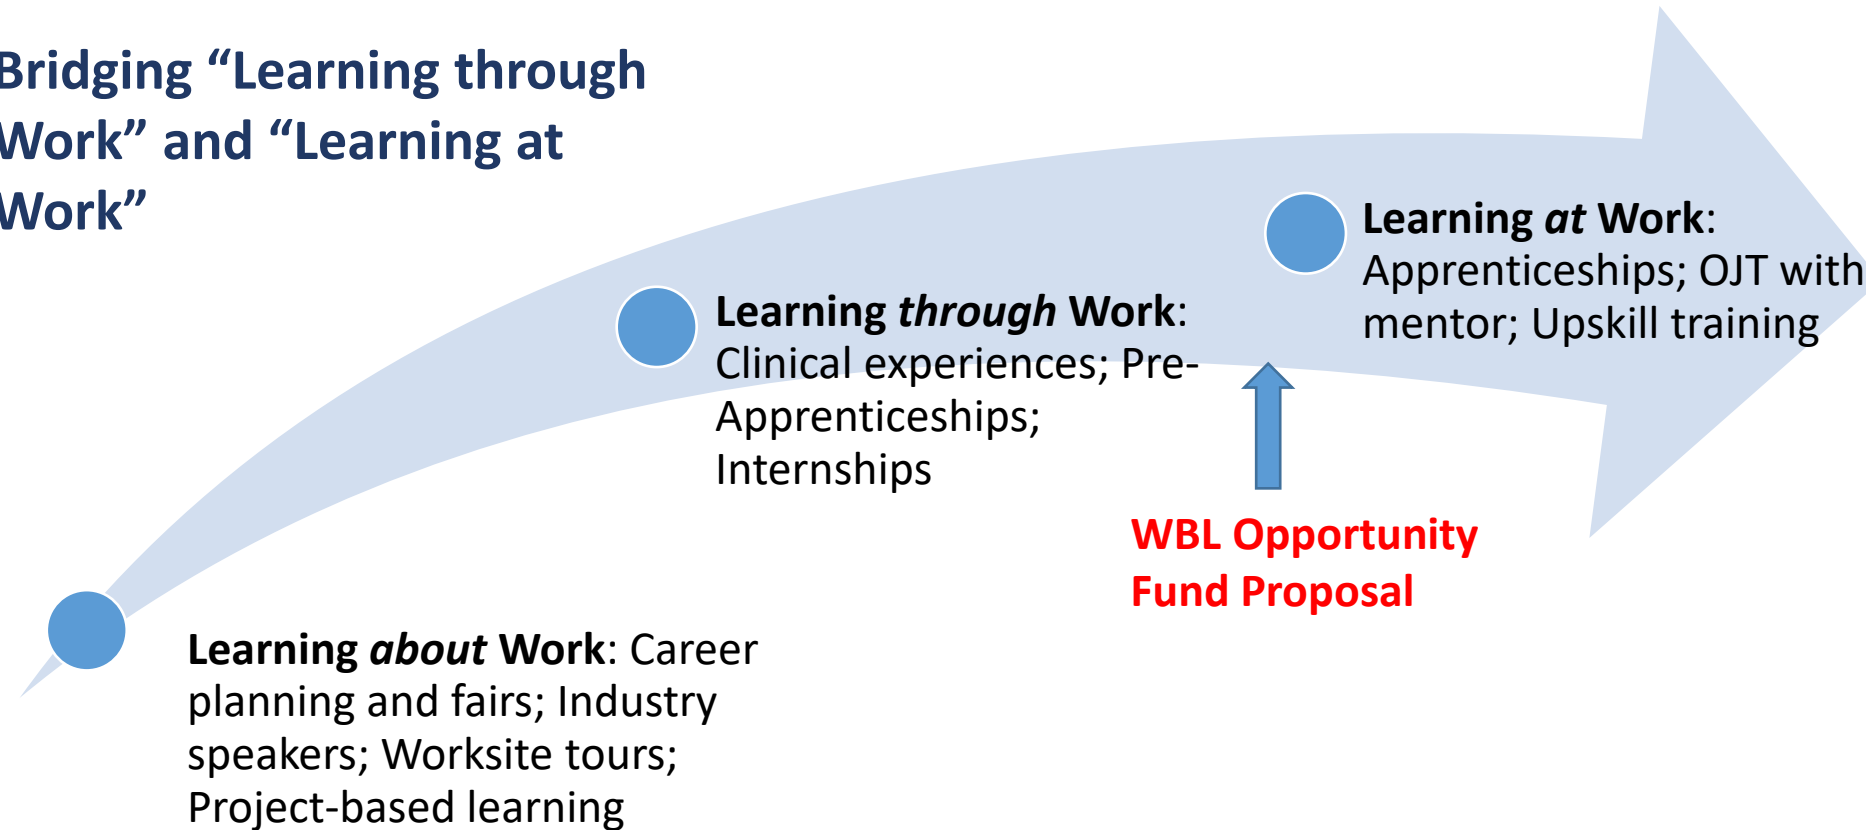 Bridging “Learning through
Work” and “Learning at
Work”
Learning at Work:
Apprenticeships; OJT with
mentor; Upskill training
Learning through Work:
Clinical experiences; Pre-
Apprenticeships;
Internships
WBL Opportunity
Fund Proposal
Learning about Work: Career
planning and fairs; Industry
speakers; Worksite tours;
Project-based learning